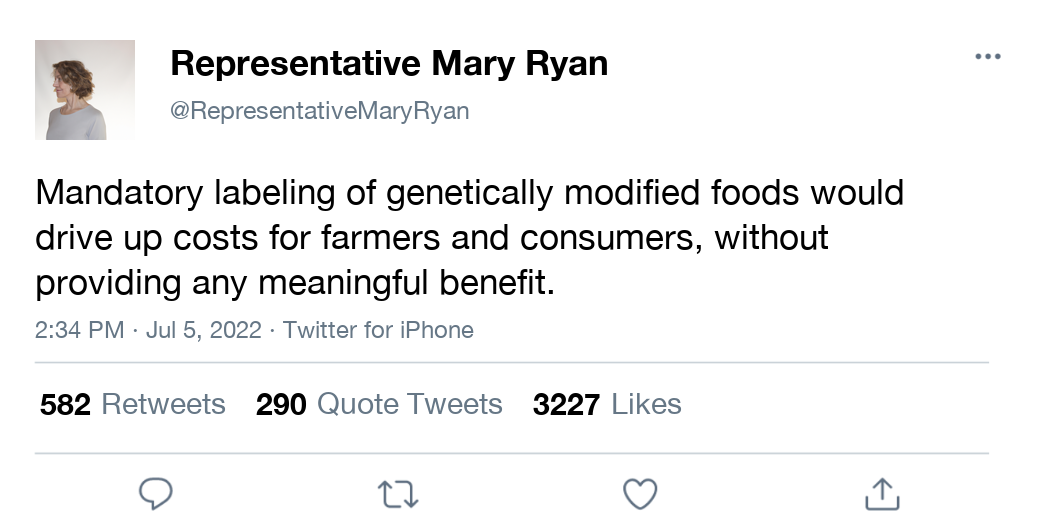 Representative Mary Ryan
@RepresentativeMaryRyan
Mandatory labeling of genetically modified foods would
drive up costs for farmers and consumers, without
providing any meaningful benefit.
2:34 PM · Jul 5, 2022 · Twitter for iPhone
582 Retweets 290 Quote Tweets 3227 Likes